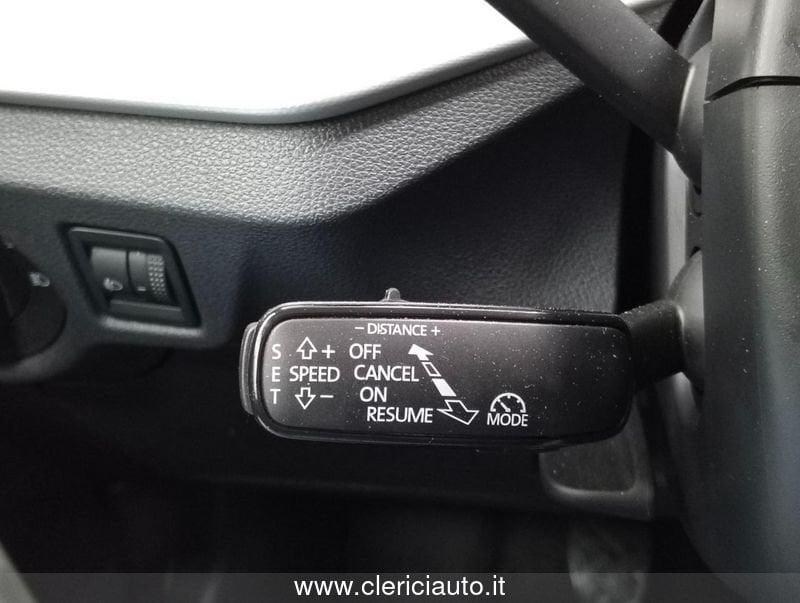 – DISTANCE +
S + OFF
E SPEED CANCEL
T – ON
RESUME
MODE
www.clericiauto.it